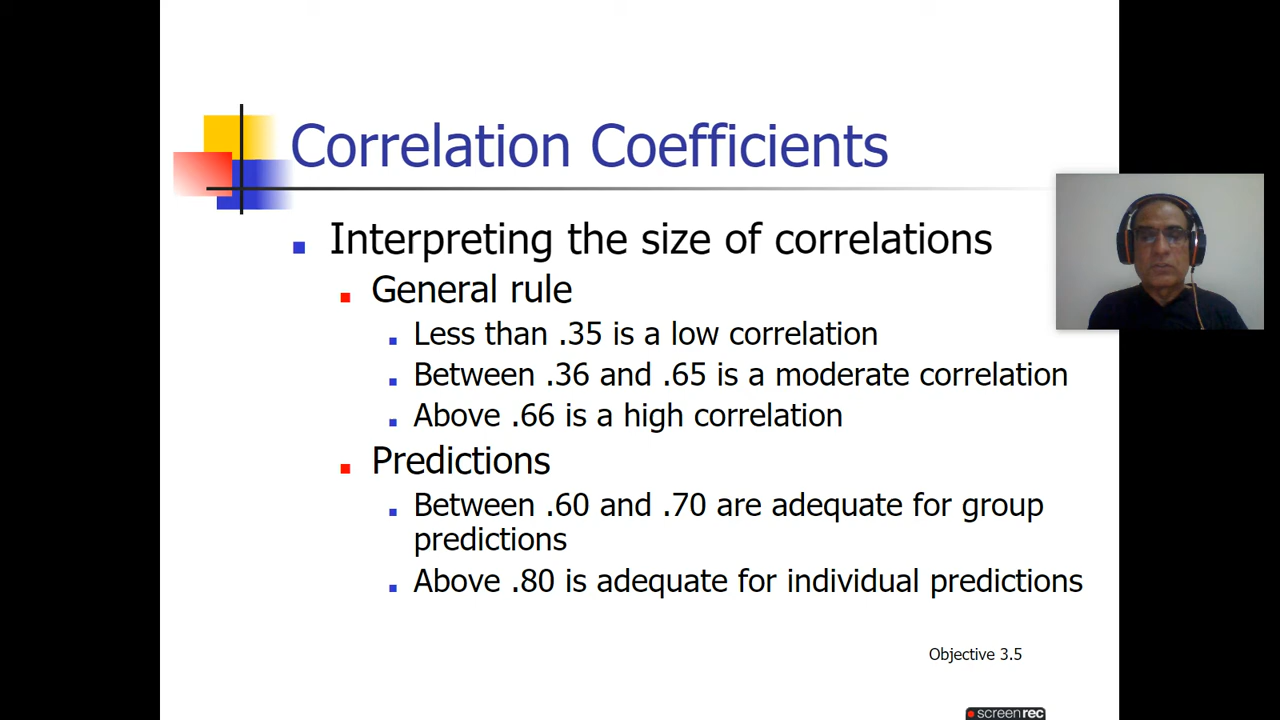 Correlation Coefficients
Interpreting the size of correlations
General rule
Less than .35 is a low correlation
Between .36 and .65 is a moderate correlation
Above .66 is a high correlation
Predictions
Between .60 and .70 are adequate for group
predictions
Above .80 is adequate for individual predictions
Objective 3.5
screenrec